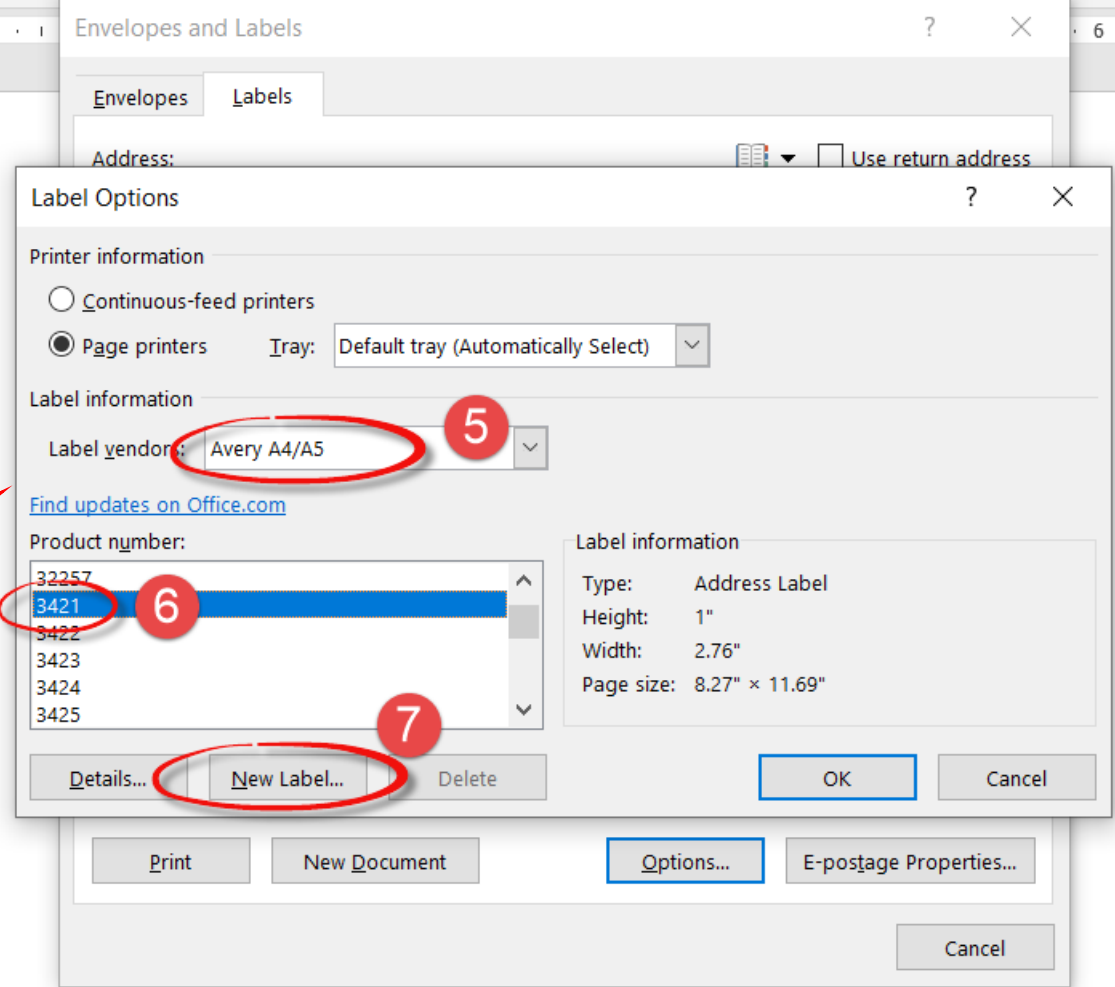 Envelopes and Labels ?
6
Envelopes Labels
Address: Use return address
Label Options ?
Printer information
Continuous-feed printers
Page printers Tray: Default tray (Automatically Select)
Label information
Label vendors: Avery A4/A5 5
Find updates on Office.com
Product number:
32257
3421 6
3422
3423
3424
3425
Label information
Type: Address Label
Height: 1"
Width: 2.76"
Page size: 8.27" × 11.69"
7
Details... New Label... Delete OK Cancel
Print New Document Options... E-postage Properties...
Cancel